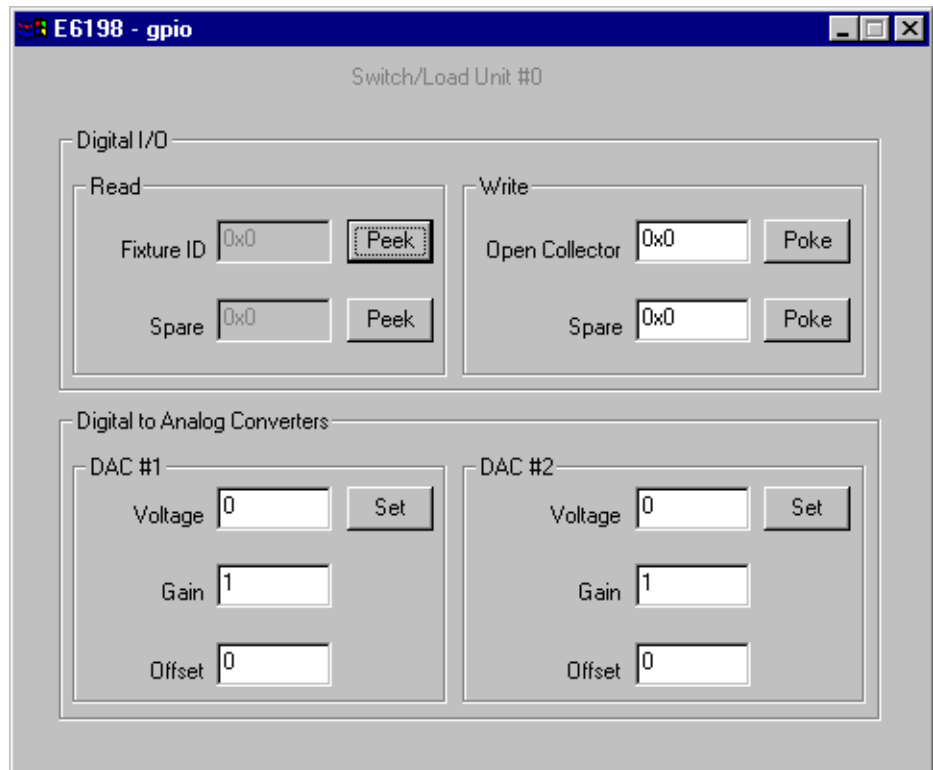 E6198 - gpio
Switch/Load Unit #0
Digital I/O
Read
Fixture ID 0x0 Peek
Spare 0x0 Peek
Write
Open Collector 0x0 Poke
Spare 0x0 Poke
Digital to Analog Converters
DAC #1
Voltage 0 Set
Gain 1
Offset 0
DAC #2
Voltage 0 Set
Gain 1
Offset 0